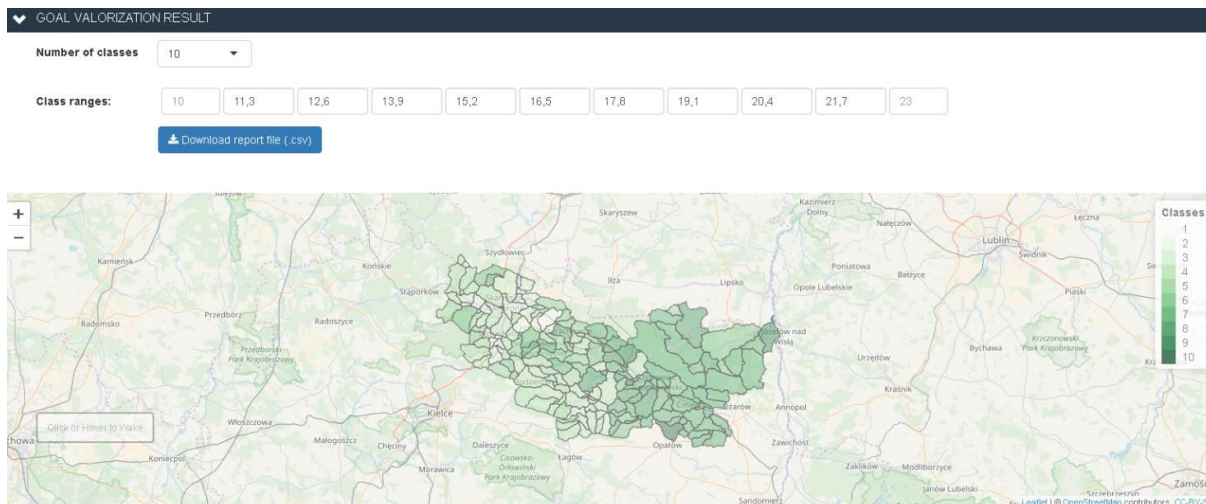 GOAL VALORIZATION RESULT
Number of classes 10
Class ranges: 10 11,3 12,6 13,9 15,2 16,5 17,8 19,1 20,4 21,7 23
Download report file (.csv)
+
−
Classes
1
2
3
4
5
6
7
8
9
10
Skaryszew
Kazimierz
Dolny
Nałęczów
Łęczna
Lublin
Świdnik
Szydłowiec
Kamieńsk
Końskie
Iłża
Lipsko
Poniatowa
Bełżyce
Stąporków
Opole Lubelskie
Piaski
Przedbórz
Radomsko
Radoszyce
Wisłą
Przedborski
Park Krajobrazowy
Urzędów
Bychawa
Krzczonowski
Park Krajobrazowy
Kraśnik
Ożarów
Annopol
Kielce
Click or Hover to Wake
Włoszczowa
Małogoszcz
Chęciny
Daleszyce
Opatów
Zawichost
Koniecpol
Morawica
Cisowsko-
Orłowiński
Park Krajobrazowy
Łagów
Zaklików
Modliborzyce
Janów Lubelski
Sandomierz
Szczebrzeszyn
Leaflet | © OpenStreetMap contributors, CC-BY-S